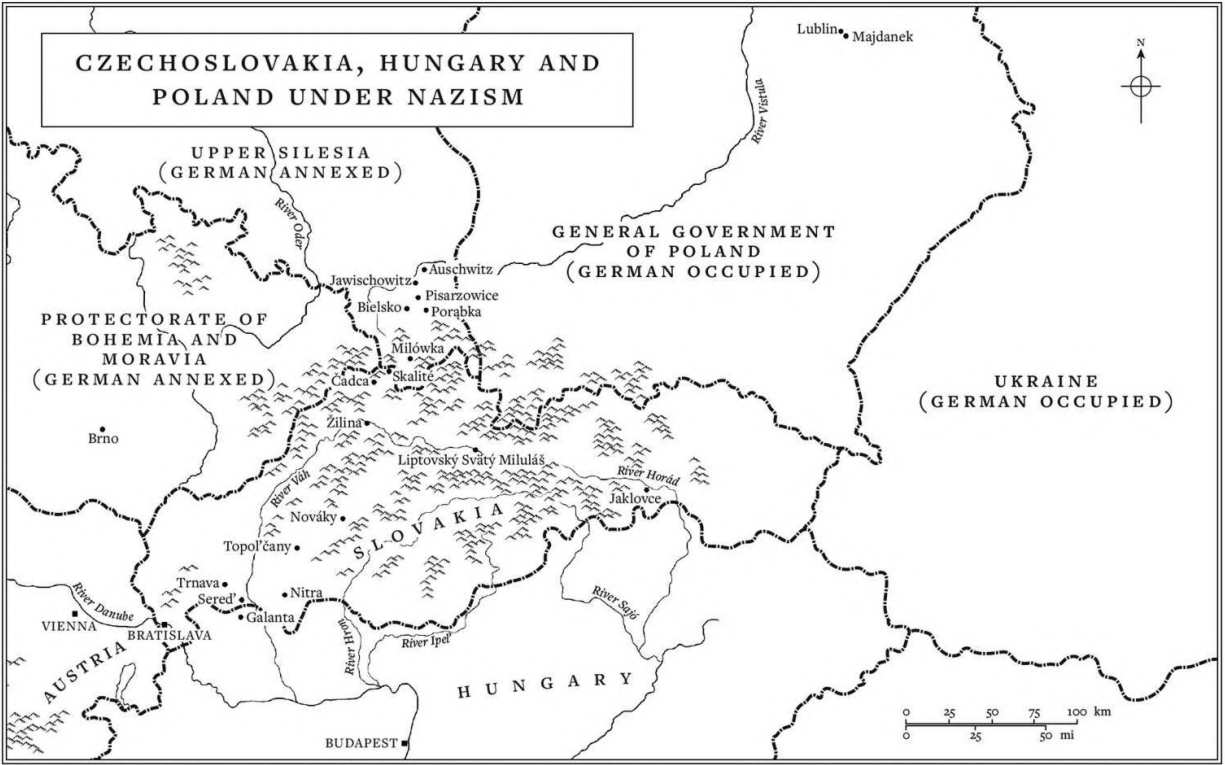 CZECHOSLOVAKIA, HUNGARY AND
POLAND UNDER NAZISM
Lublin
Majdanek
N
River Vistula
UPPER SILESIA
(GERMAN ANNEXED)
River Oder
GENERAL GOVERNMENT
OF POLAND
(GERMAN OCCUPIED)
Auschwitz
Jawischowitz
Pisarzowice
Bielsko
Porąbka
PROTECTORATE OF
BOHEMIA AND
MORAVIA
(GERMAN ANNEXED)
Milówka
Skalité
Čadca
UKRAINE
(GERMAN OCCUPIED)
Brno
Žilina
Liptovský Svätý Miluláš
River Váh
River Horád
Jaklovce
Nováky
SLOVAKIA
Topol'čany
Trnava
Sered'
Nitra
Galanta
River Danube
VIENNA
BRATISLAVA
River Hron
River Ipel'
River Sajó
AUSTRIA
HUNGARY
BUDAPEST
0 25 50 75 100 km
0 25 50 mi